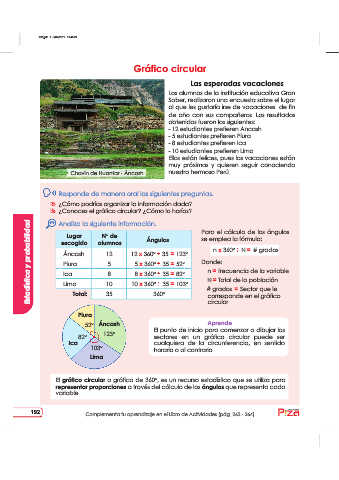 Gráfico circular
Las esperadas vacaciones
Los alumnos de la institución educativa Gran
Saber, realizaron una encuesta sobre el lugar
al que les gustaría irse de vacaciones de fin
de año con sus compañeros. Los resultados
obtenidos fueron los siguientes:
- 12 estudiantes prefieren Áncash
- 5 estudiantes prefieren Piura
- 8 estudiantes prefieren Ica
- 10 estudiantes prefieren Lima
Ellos están felices, pues las vacaciones están
muy próximas y quieren seguir conociendo
nuestro hermoso Perú
Chavín de Huantar - Áncash
Responde de manera oral las siguientes preguntas.
¿Cómo podrías organizar la información dada?
¿Conoces el gráfico circular? ¿Cómo lo harías?
Analiza la siguiente información.
Lugar escogido N° de alumnos Ángulos
Áncash 12 12 x 360° ÷ 35 = 123°
Piura 5 5 x 360° ÷ 35 = 52°
Ica 8 8 x 360° ÷ 35 = 82°
Lima 10 10 x 360° ÷ 35 = 103°
Total: 35 360°
Para el cálculo de los ángulos
se emplea la fórmula:
n x 360° ÷ N = # grados
Donde:
n = frecuencia de la variable
N = Total de la población
# grados = Sector que le
corresponde en el gráfico
circular
Piura
52°
Áncash
123°
82°
Ica
103°
Lima
Aprende
El punto de inicio para comenzar a dibujar los
sectores en un gráfico circular puede ser
cualquiera de la circunferencia, en sentido
horario o al contrario
El gráfico circular o gráfica de 360°, es un recurso estadístico que se utiliza para
representar proporciones a través del cálculo de los ángulos que representa cada
variable
Estadística y probabilidad
192
Complementa tu aprendizaje en el Libro de Actividades (pág. 263 - 264)